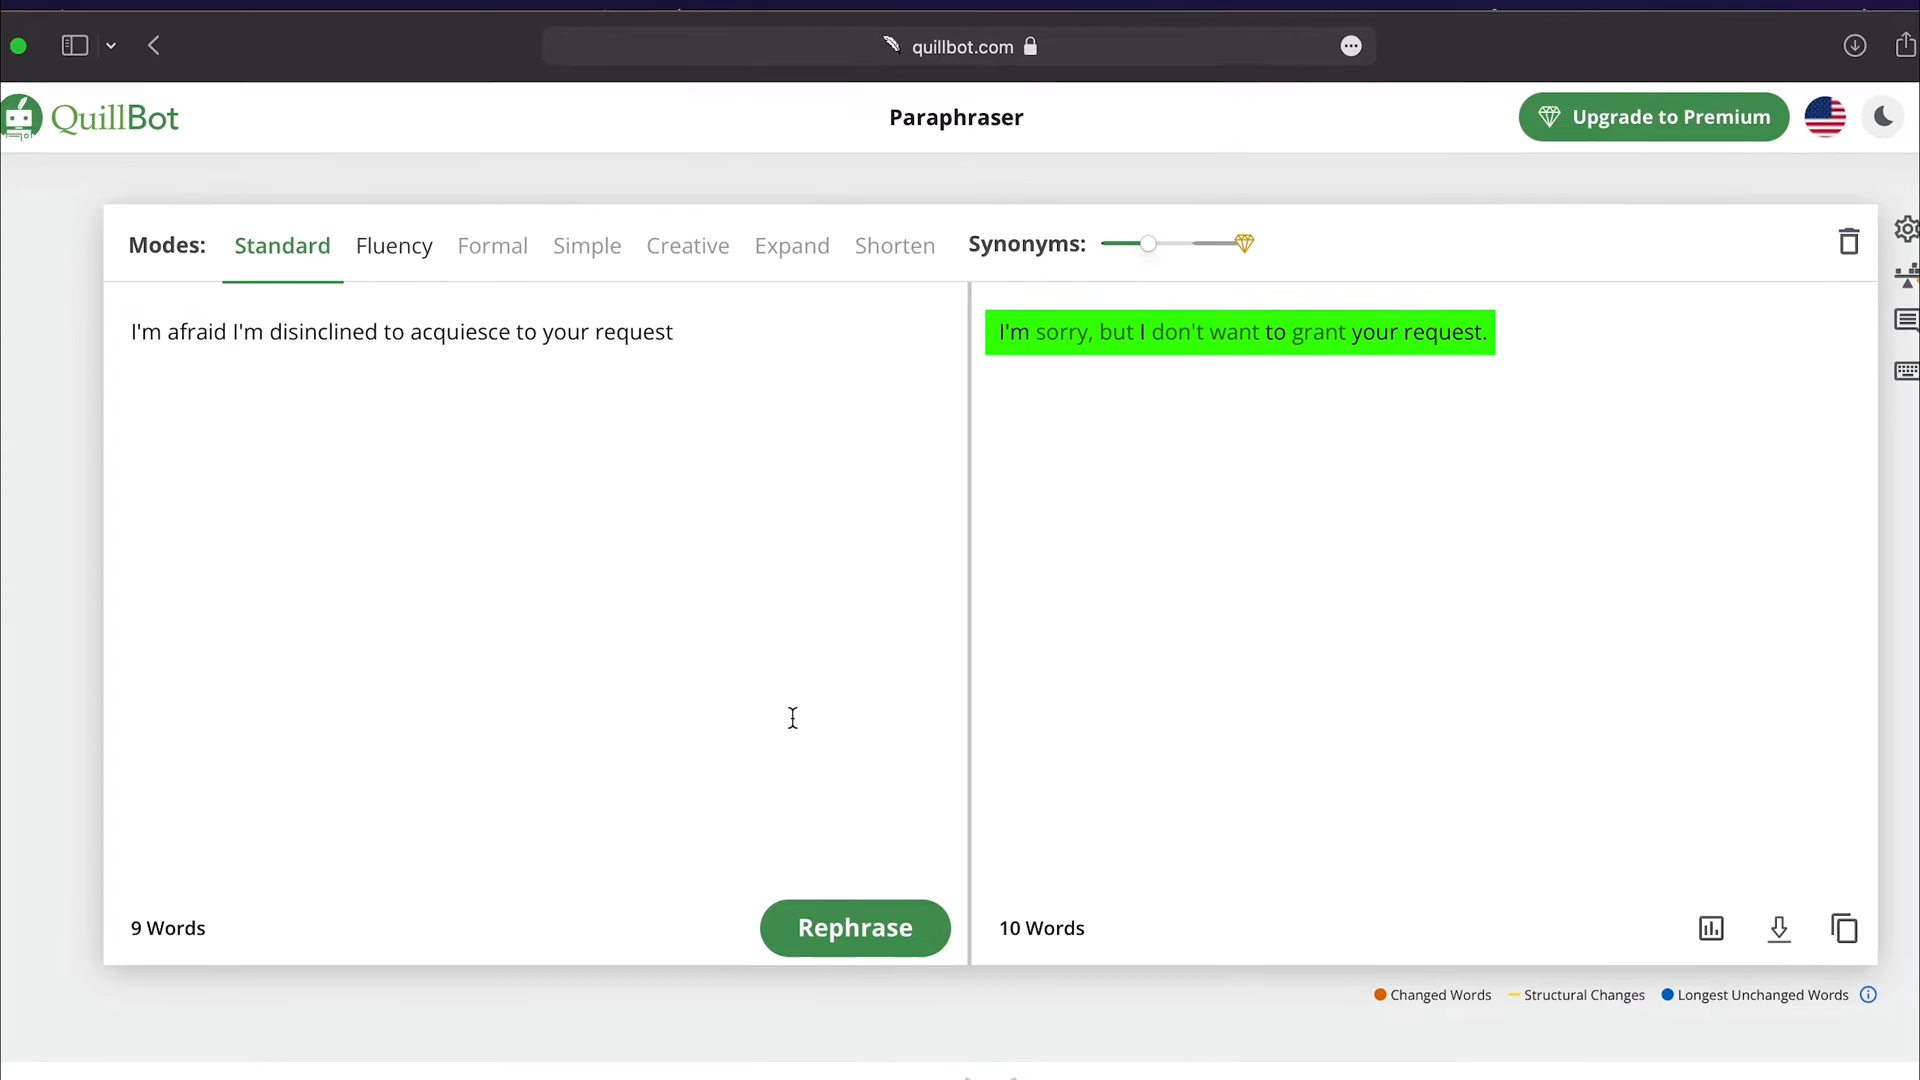 quillbot.com
QuillBot
Paraphraser
Upgrade to Premium
Modes: Standard Fluency Formal Simple Creative Expand Shorten Synonyms:
I'm afraid I'm disinclined to acquiesce to your request
I'm sorry, but I don't want to grant your request.
9 Words
Rephrase
10 Words
Changed Words Structural Changes Longest Unchanged Words